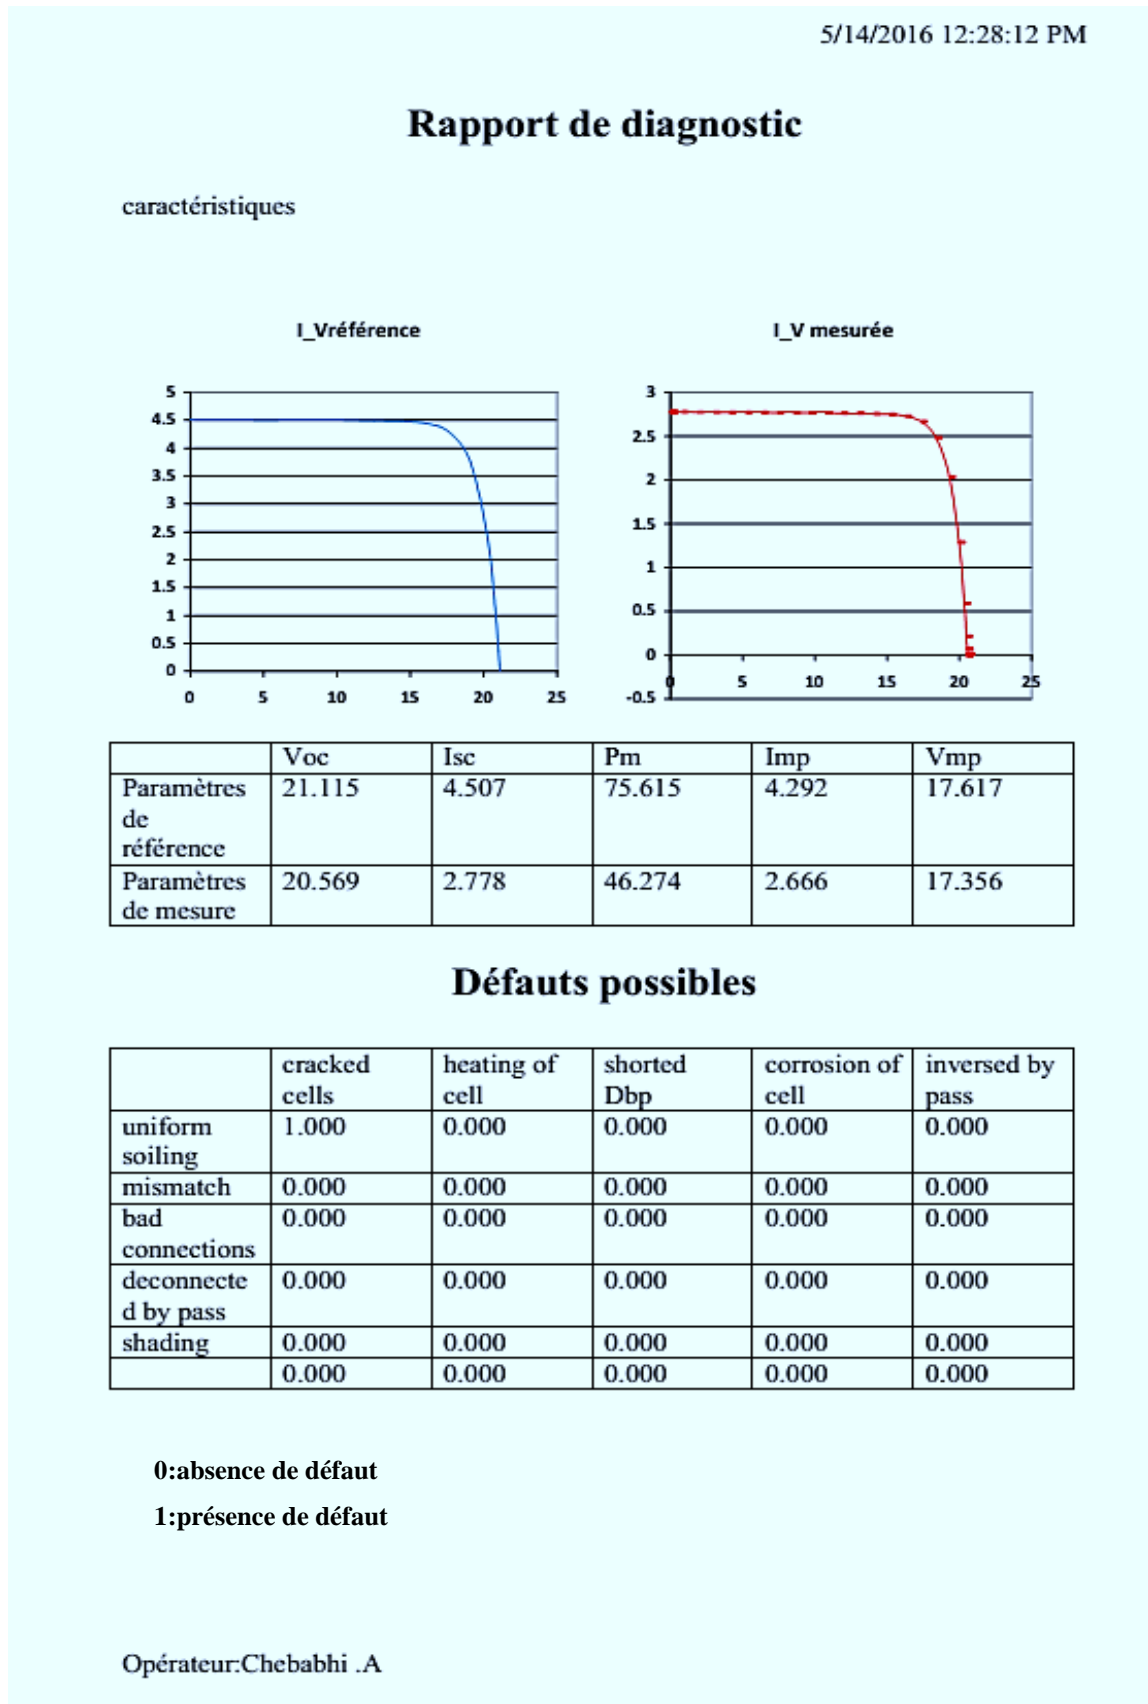 5/14/2016 12:28:12 PM
Rapport de diagnostic
caractéristiques
I_Vréférence
I_V mesurée
5
4.5
4
3.5
3
2.5
2
1.5
1
0.5
0
0 5 10 15 20 25
3
2.5
2
1.5
1
0.5
0
-0.5
0 5 10 15 20 25
Voc Isc Pm Imp Vmp
Paramètres 21.115 4.507 75.615 4.292 17.617
de
référence
Paramètres 20.569 2.778 46.274 2.666 17.356
de mesure
Défauts possibles
cracked heating of shorted corrosion of inversed by
cells cell Dbp cell pass
uniform 1.000 0.000 0.000 0.000 0.000
soiling
mismatch 0.000 0.000 0.000 0.000 0.000
bad 0.000 0.000 0.000 0.000 0.000
connections
deconnecte 0.000 0.000 0.000 0.000 0.000
d by pass
shading 0.000 0.000 0.000 0.000 0.000
0.000 0.000 0.000 0.000 0.000
0:absence de défaut
1:présence de défaut
Opérateur:Chebabhi .A